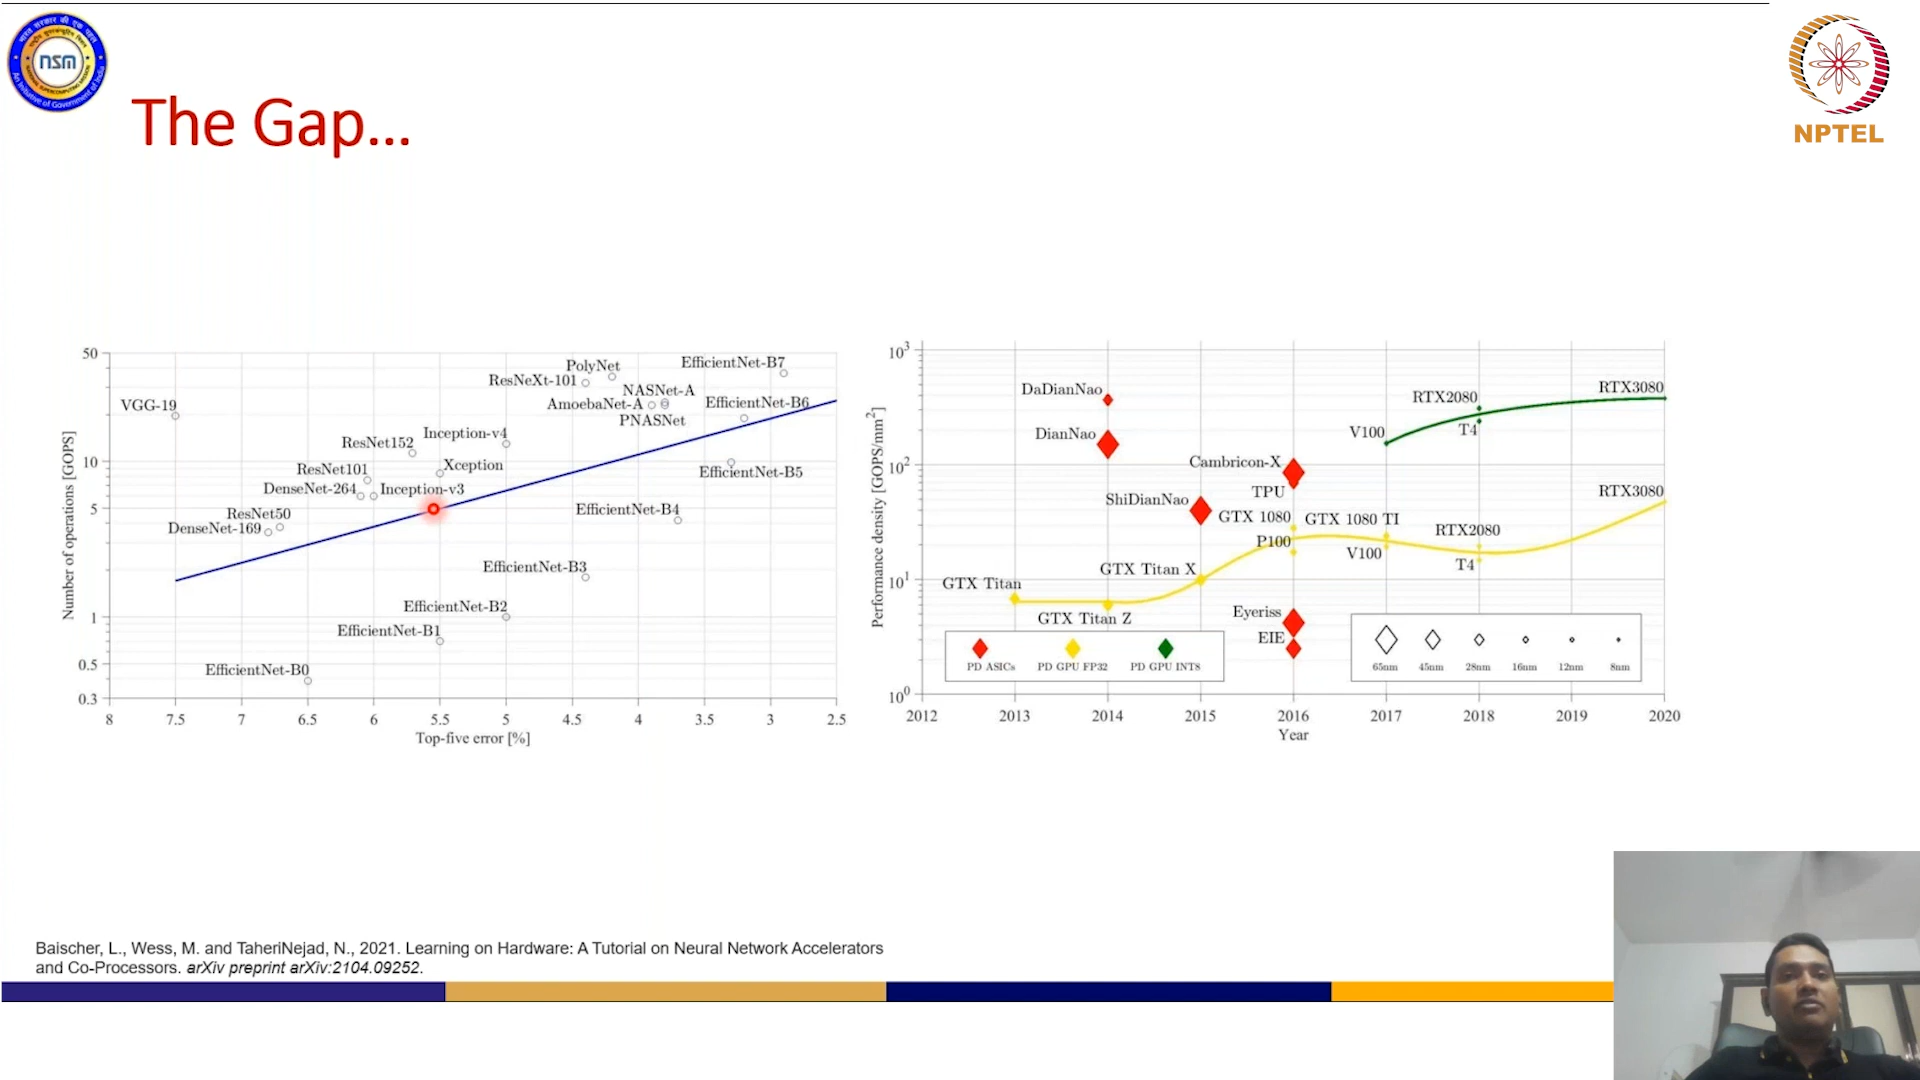 nsm
An Initiative of Government of India
NPTEL
The Gap...
50
10
5
1
0.5
0.3
Number of operations [GOPS]
VGG-19
ResNet152
ResNet101
DenseNet-264
Inception-v3
ResNet50
DenseNet-169
Inception-v4
Xception
PolyNet
ResNeXt-101
NASNet-A
AmoebaNet-A
PNASNet
EfficientNet-B7
EfficientNet-B6
EfficientNet-B5
EfficientNet-B4
EfficientNet-B3
EfficientNet-B2
EfficientNet-B1
EfficientNet-B0
8 7.5 7 6.5 6 5.5 5 4.5 4 3.5 3 2.5
Top-five error [%]
10³
10²
10¹
10⁰
Performance density [GOPS/mm²]
DaDianNao
DianNao
ShiDianNao
Cambricon-X
TPU
GTX 1080
P100
GTX 1080 TI
V100
RTX2080
T4
RTX3080
V100
RTX2080
T4
RTX3080
GTX Titan
GTX Titan X
GTX Titan Z
Eyeriss
EIE
PD ASICs PD GPU FP32 PD GPU INT8
65nm 45nm 28nm 16nm 12nm 8nm
2012 2013 2014 2015 2016 2017 2018 2019 2020
Year
Baischer, L., Wess, M. and TaheriNejad, N., 2021. Learning on Hardware: A Tutorial on Neural Network Accelerators
and Co-Processors. arXiv preprint arXiv:2104.09252.